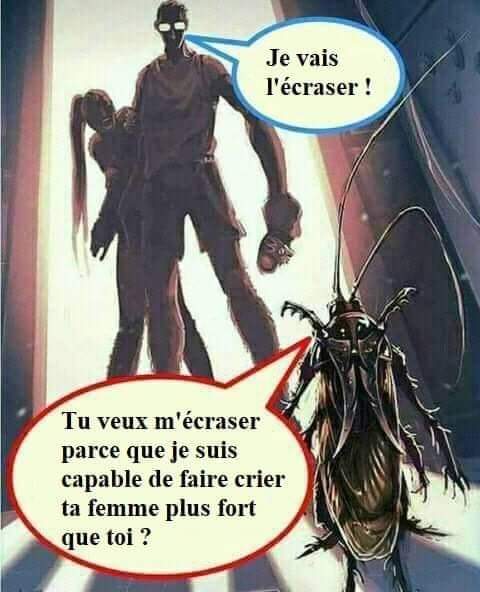 Je vais
l'écraser !
Tu veux m'écraser
parce que je suis
capable de faire crier
ta femme plus fort
que toi ?